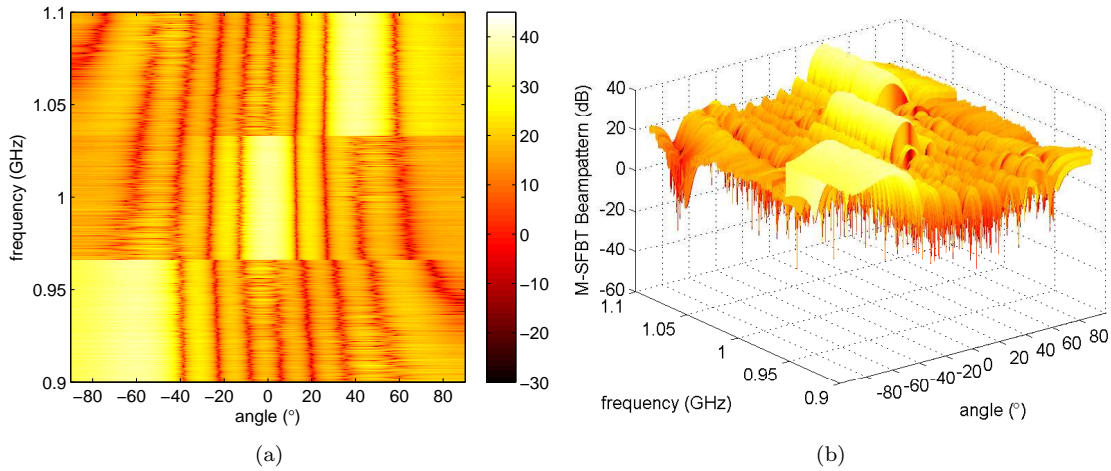 1.1
1.05
1
0.95
0.9
frequency (GHz)
−80 −60 −40 −20 0 20 40 60 80
angle (°)
40
30
20
10
0
−10
−20
−30
(a)
M-SFBT Beampattern (dB)
40
20
0
-20
-40
-60
1.1
1.05
1
0.95
0.9
frequency (GHz)
-80 -60 -40 -20 0 20 40 60 80
angle (°)
(b)